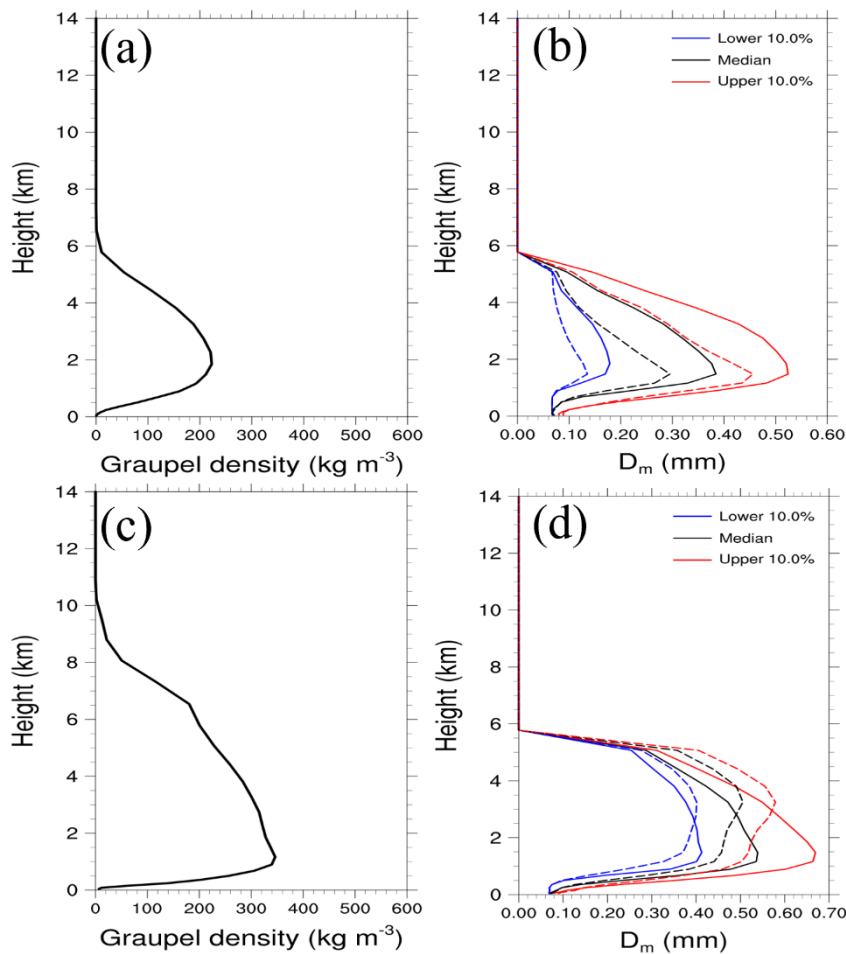 (a)
14
12
10
8
6
4
2
0
Height (km)
0 100 200 300 400 500 600
Graupel density (kg m-3)
(b)
Lower 10.0%
Median
Upper 10.0%
14
12
10
8
6
4
2
0
Height (km)
0.00 0.10 0.20 0.30 0.40 0.50 0.60
Dm (mm)
(c)
14
12
10
8
6
4
2
0
Height (km)
0 100 200 300 400 500 600
Graupel density (kg m-3)
(d)
Lower 10.0%
Median
Upper 10.0%
14
12
10
8
6
4
2
0
Height (km)
0.00 0.10 0.20 0.30 0.40 0.50 0.60 0.70
Dm (mm)